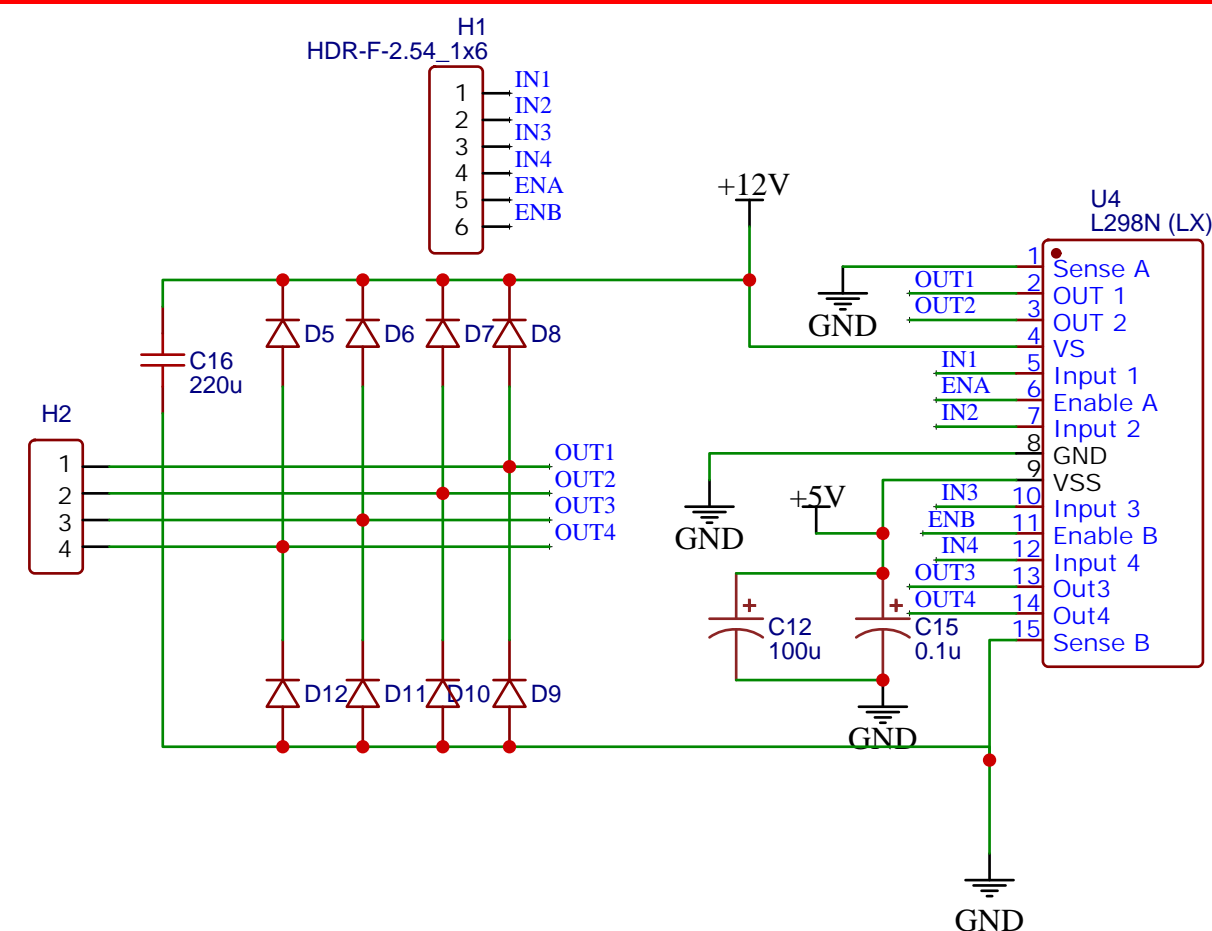 H1
HDR-F-2.54_1x6
1 IN1
2 IN2
3 IN3
4 IN4
5 ENA
6 ENB
+12V
U4
L298N (LX)
1 Sense A
OUT1 2 OUT 1
OUT2 3 OUT 2
4 VS
IN1 5 Input 1
ENA 6 Enable A
IN2 7 Input 2
8 GND
9 VSS
IN3 10 Input 3
ENB 11 Enable B
IN4 12 Input 4
OUT3 13 Out3
OUT4 14 Out4
15 Sense B
GND
D5
D6
D7
D8
C16
220u
H2
1 OUT1
2 OUT2
3 OUT3
4 OUT4
GND
+5V
+
C12
100u
+
C15
0.1u
D12
D11
D10
D9
GND
GND